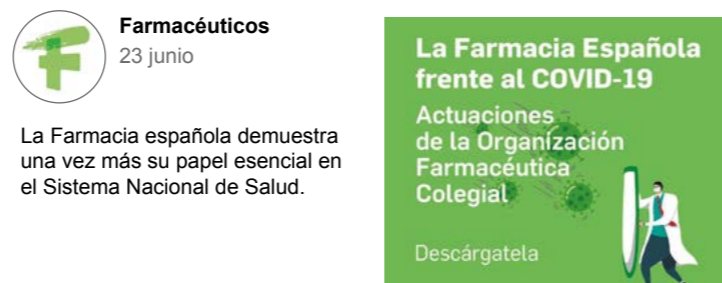 Farmacéuticos
23 junio
La Farmacia española demuestra
una vez más su papel esencial en
el Sistema Nacional de Salud.
La Farmacia Española
frente al COVID-19
Actuaciones
de la Organización
Farmacéutica
Colegial
Descárgatela